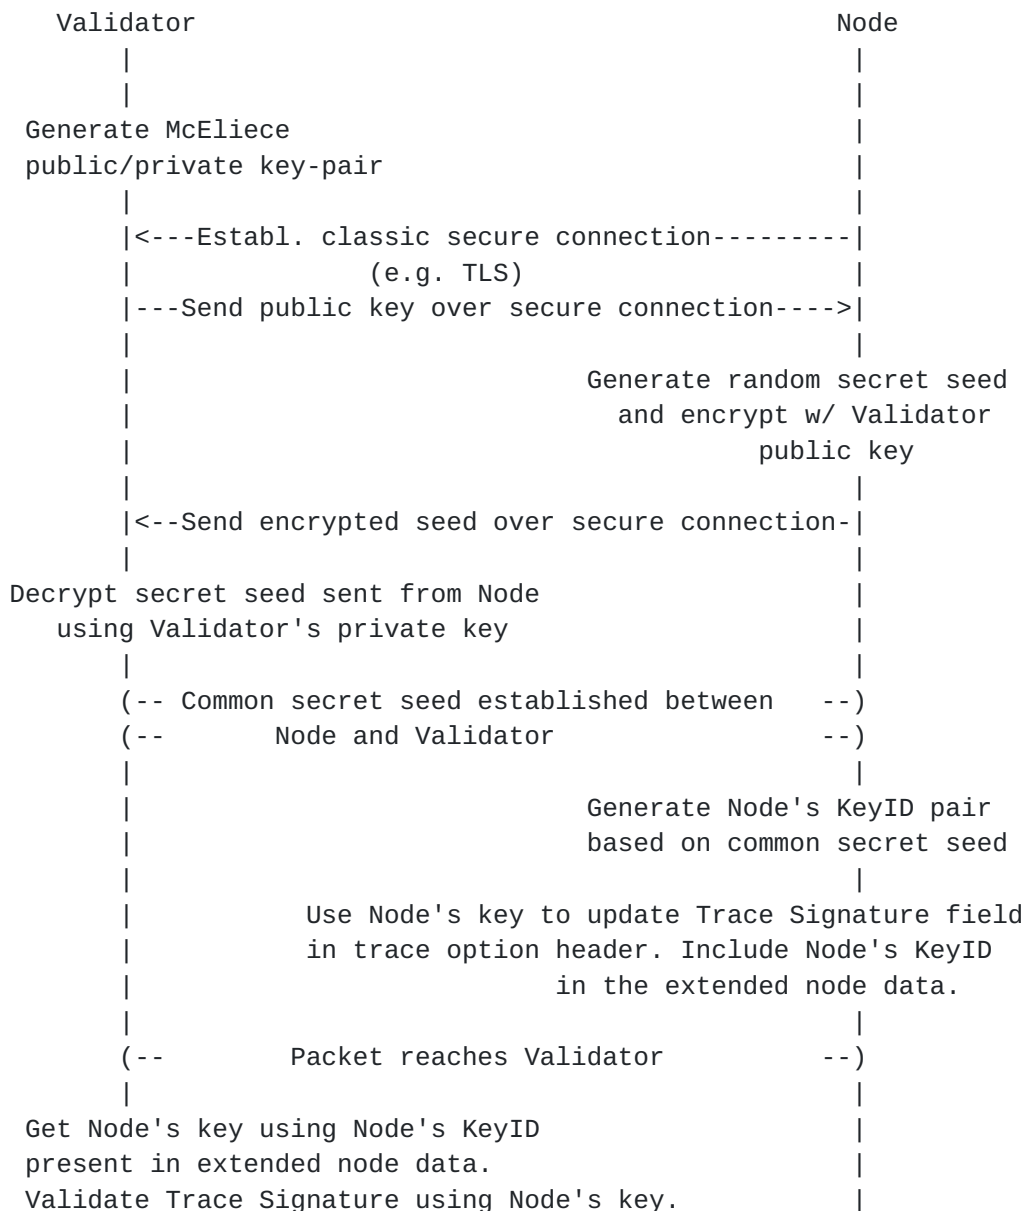 Validator                                         Node
|                                               |
|                                               |
Generate McEliece                                    |
public/private key-pair                              |
|                                               |
|<---Establ. classic secure connection---------|
|               (e.g. TLS)                     |
|---Send public key over secure connection---->|
|                                               |
|                             Generate random secret seed
|                               and encrypt w/ Validator
|                                        public key
|                                               |
|<--Send encrypted seed over secure connection-|
|                                               |
Decrypt secret seed sent from Node                    |
using Validator's private key                      |
|                                               |
(-- Common secret seed established between   --)
(--         Node and Validator                 --)
|                                               |
|                             Generate Node's KeyID pair
|                             based on common secret seed
|                                               |
|           Use Node's key to update Trace Signature field
|           in trace option header. Include Node's KeyID
|                           in the extended node data.
|                                               |
(--        Packet reaches Validator          --)
|                                               |
Get Node's key using Node's KeyID                    |
present in extended node data.                       |
Validate Trace Signature using Node's key.           |